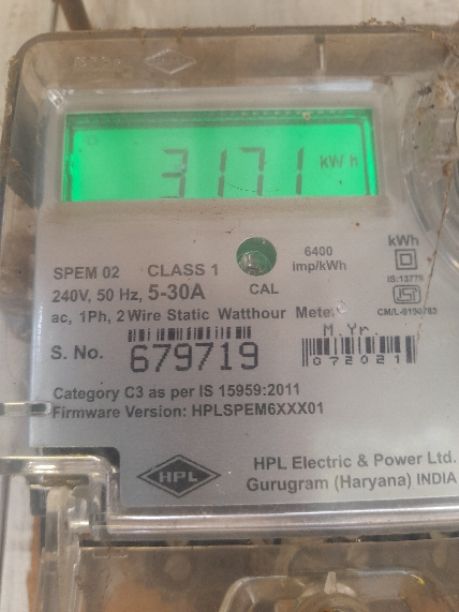 3171 kWh
6400
imp/kWh
kWh
SPEM 02 CLASS 1
CAL
IS:13779
240V, 50 Hz, 5-30A
ac, 1Ph, 2 Wire Static Watthour Meter
CM/L-0150783
M. Yr.
S. No. 679719
072021
Category C3 as per IS 15959:2011
Firmware Version: HPLSPEM6XXX01
HPL
HPL Electric & Power Ltd.
Gurugram (Haryana) INDIA